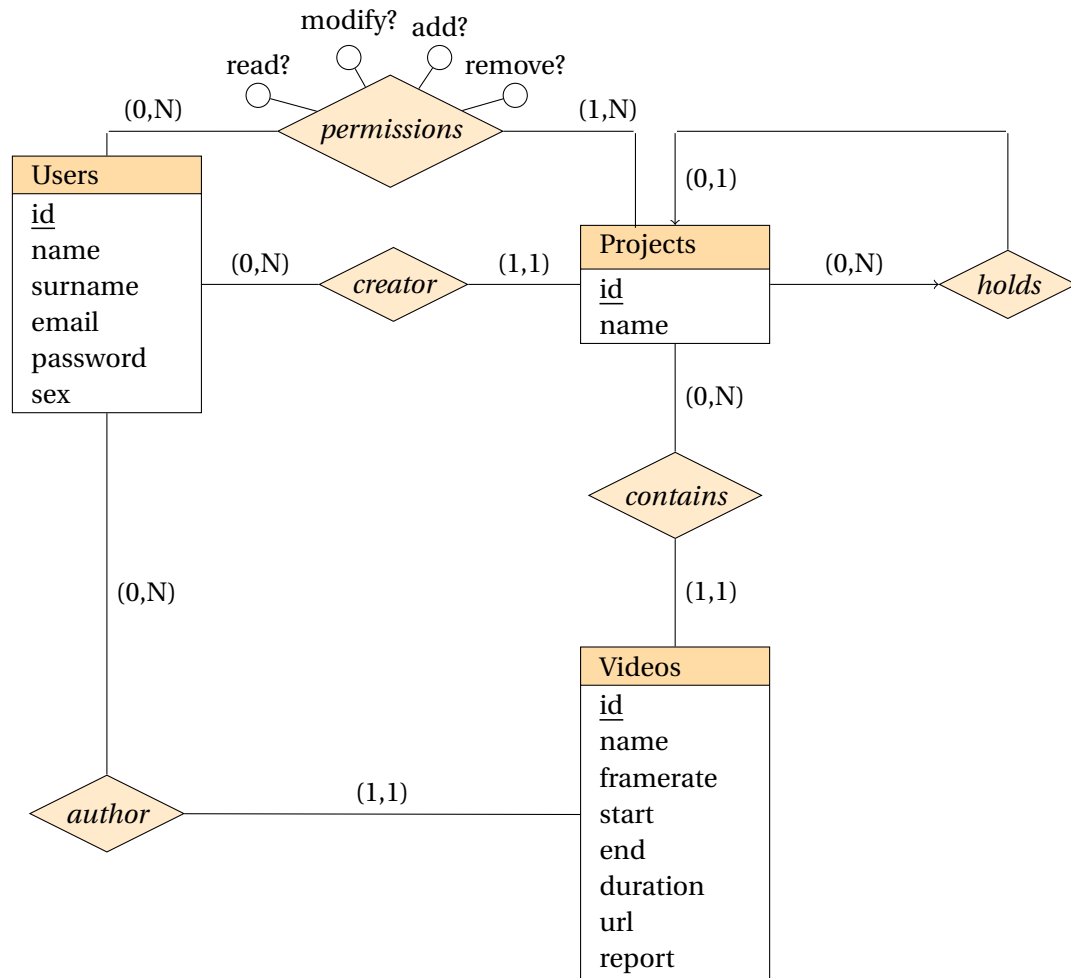 modify?
add?
read?
remove?
(0,N)
permissions
(1,N)
Users
id
name
surname
email
password
sex
(0,N)
creator
(1,1)
Projects
id
name
(0,1)
(0,N)
holds
(0,N)
contains
(1,1)
(0,N)
author
(1,1)
Videos
id
name
framerate
start
end
duration
url
report